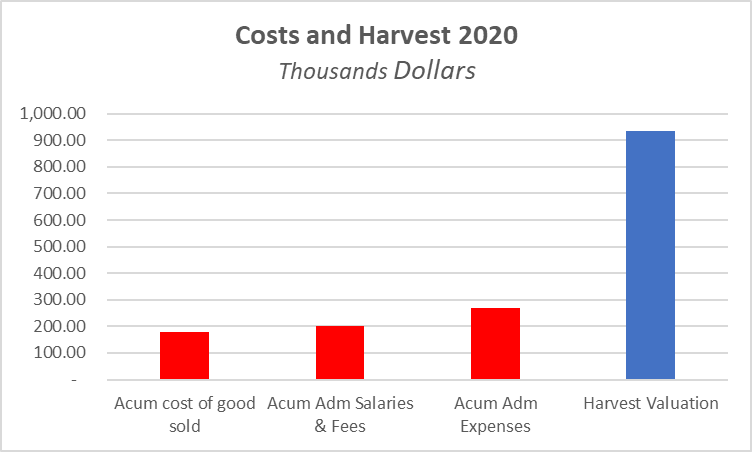 Costs and Harvest 2020
Thousands Dollars
1,000.00
900.00
800.00
700.00
600.00
500.00
400.00
300.00
200.00
100.00
-
Acum cost of good
sold
Acum Adm Salaries
& Fees
Acum Adm
Expenses
Harvest Valuation